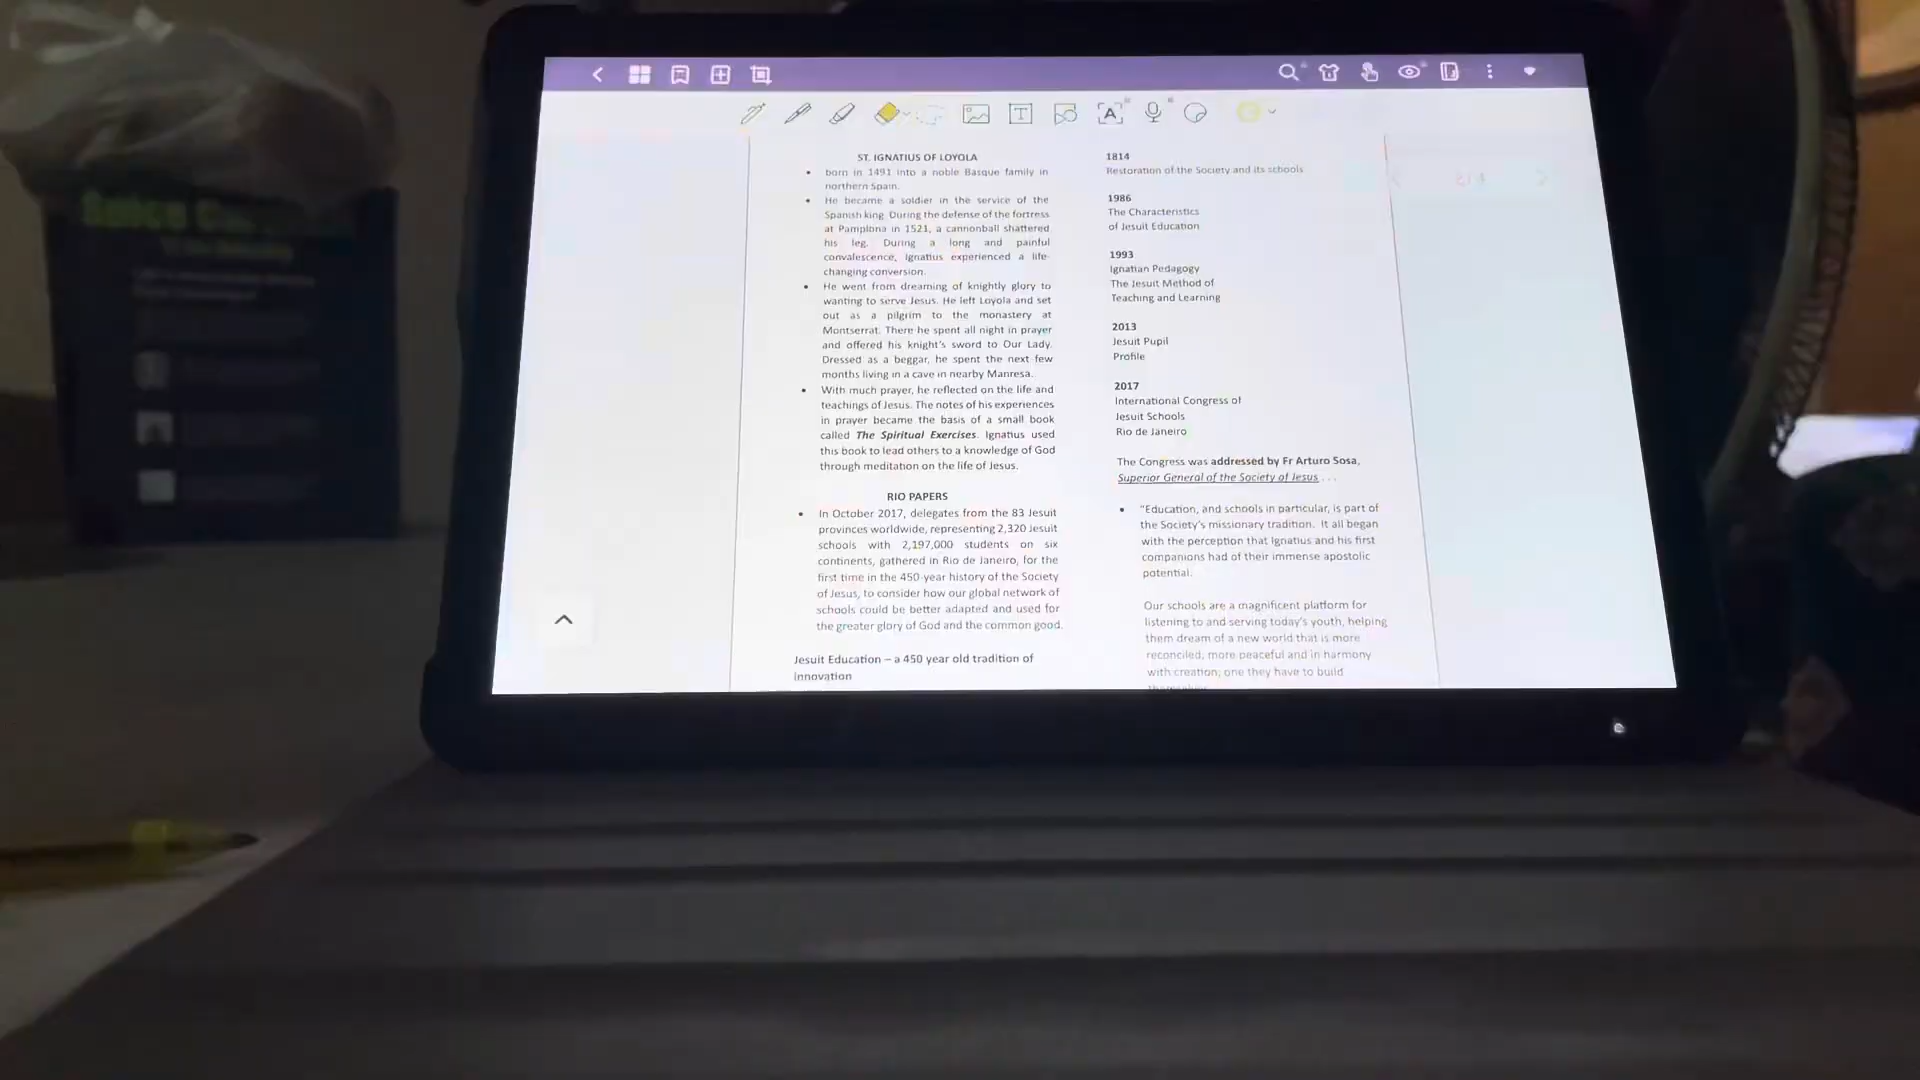 ST. IGNATIUS OF LOYOLA
• born in 1491 into a noble Basque family in
northern Spain.
• He became a soldier in the service of the
Spanish king. During the defense of the fortress
at Pamplona in 1521, a cannonball shattered
his leg. During a long and painful
convalescence, Ignatius experienced a life-
changing conversion.
• He went from dreaming of knightly glory to
wanting to serve Jesus. He left Loyola and set
out as a pilgrim to the monastery at
Montserrat. There he spent all night in prayer
and offered his knight's sword to Our Lady.
Dressed as a beggar, he spent the next few
months living in a cave in nearby Manresa.
• With much prayer, he reflected on the life and
teachings of Jesus. The notes of his experiences
in prayer became the basis of a small book
called The Spiritual Exercises. Ignatius used
this book to lead others to a knowledge of God
through meditation on the life of Jesus.
RIO PAPERS
• In October 2017, delegates from the 83 Jesuit
provinces worldwide, representing 2,320 Jesuit
schools with 2,197,000 students on six
continents, gathered in Rio de Janeiro, for the
first time in the 450-year history of the Society
of Jesus, to consider how our global network of
schools could be better adapted and used for
the greater glory of God and the common good.
Jesuit Education – a 450 year old tradition of
innovation
1814
Restoration of the Society and its schools
1986
The Characteristics
of Jesuit Education
1993
Ignatian Pedagogy
The Jesuit Method of
Teaching and Learning
2013
Jesuit Pupil
Profile
2017
International Congress of
Jesuit Schools
Rio de Janeiro
The Congress was addressed by Fr Arturo Sosa,
Superior General of the Society of Jesus . . .
• "Education, and schools in particular, is part of
the Society's missionary tradition. It all began
with the perception that Ignatius and his first
companions had of their immense apostolic
potential.
Our schools are a magnificent platform for
listening to and serving today's youth, helping
them dream of a new world that is more
reconciled, more peaceful and in harmony
with creation; one they have to build